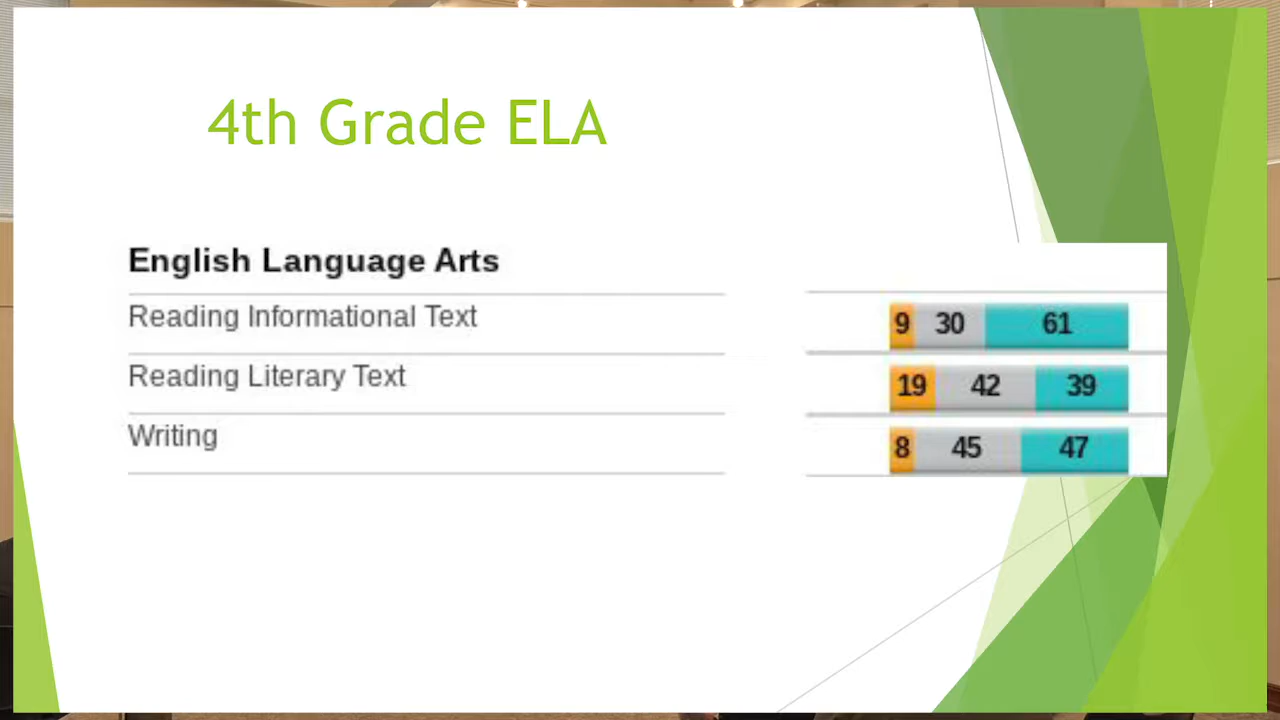 4th Grade ELA
English Language Arts
Reading Informational Text 9 30 61
Reading Literary Text 19 42 39
Writing 8 45 47